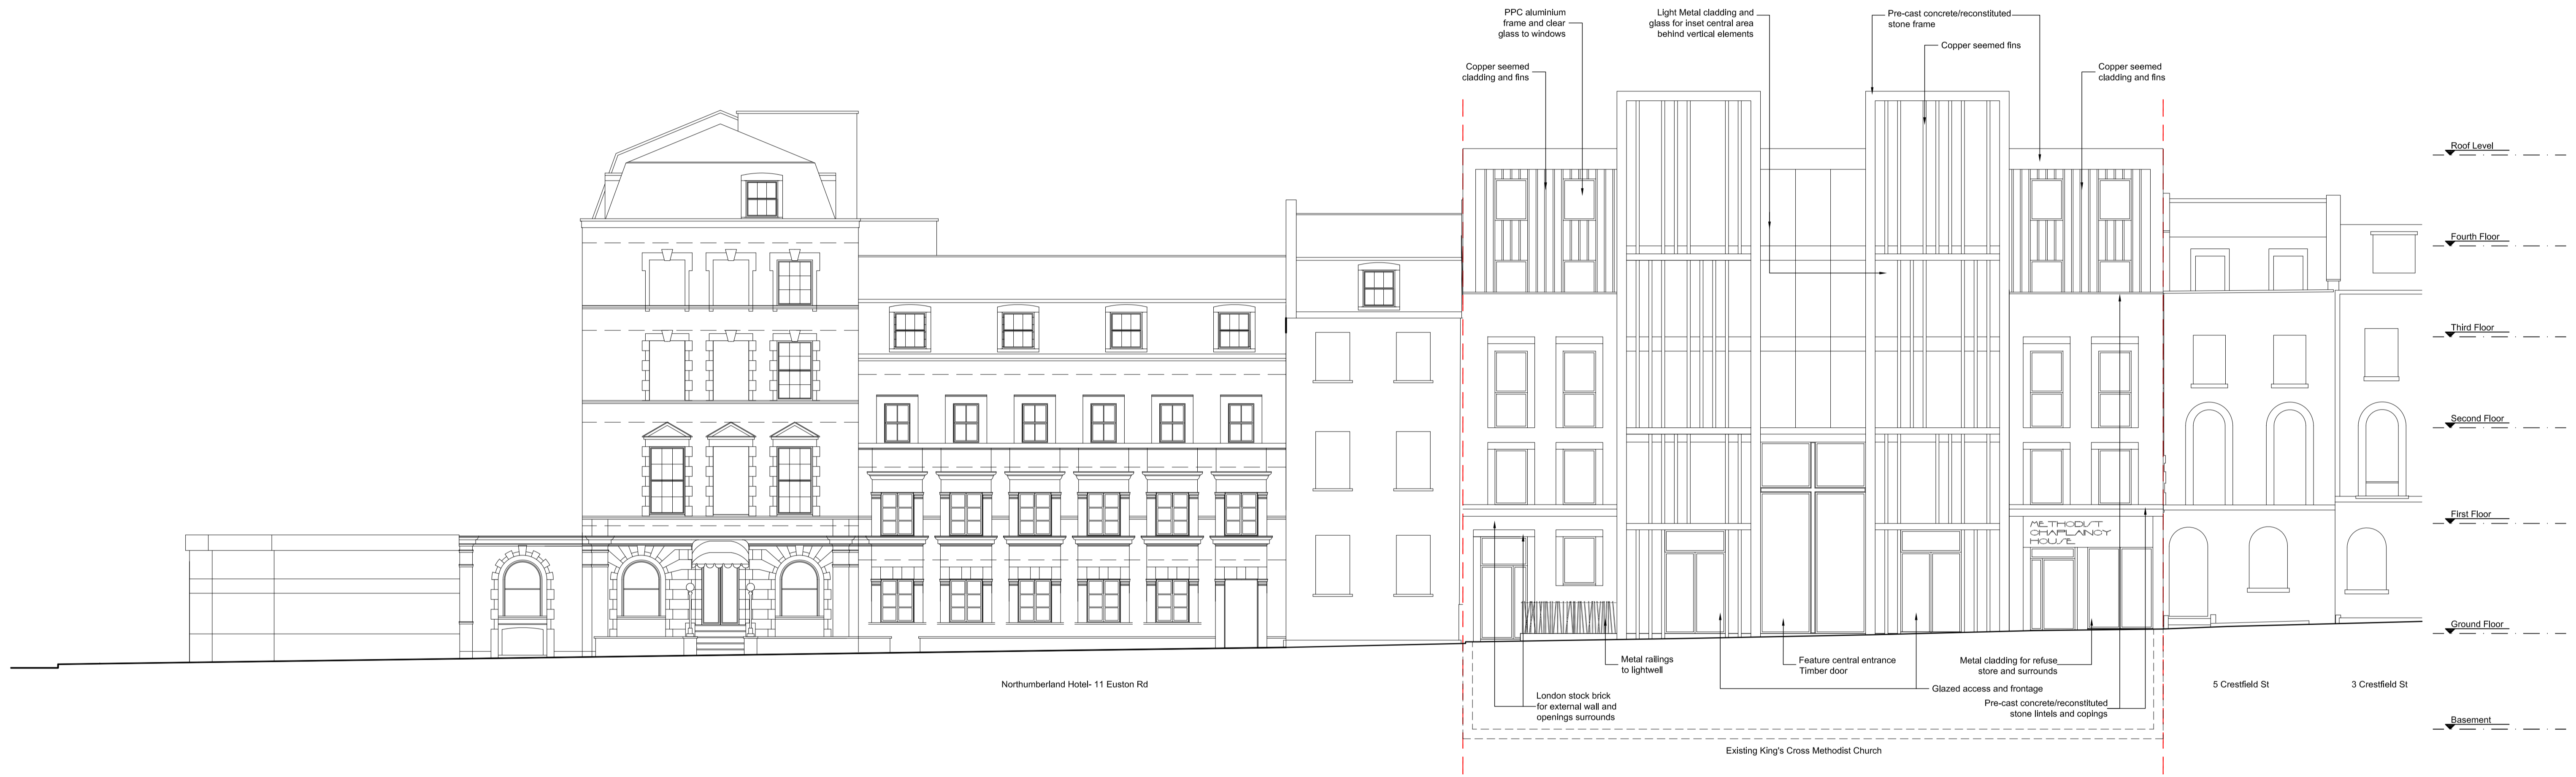 PPC aluminium
frame and clear
glass to windows
Light Metal cladding and
glass for inset central area
behind vertical elements
Pre-cast concrete/reconstituted
stone frame
Copper seemed fins
Copper seemed
cladding and fins
Copper seemed
cladding and fins
Roof Level
Fourth Floor
Third Floor
Second Floor
First Floor
METHODIST
CHAPLAINCY
HOUSE
Ground Floor
Metal railings
to lightwell
Feature central entrance
Timber door
Metal cladding for refuse
store and surrounds
Northumberland Hotel- 11 Euston Rd
Glazed access and frontage
5 Crestfield St
3 Crestfield St
London stock brick
for external wall and
openings surrounds
Pre-cast concrete/reconstituted
stone lintels and copings
Basement
Existing King's Cross Methodist Church